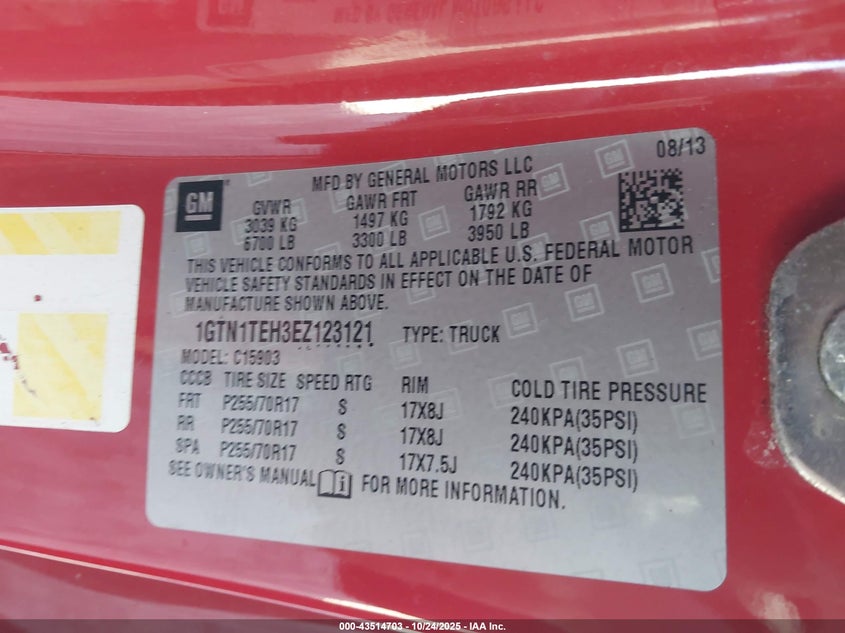 08/13
MFD BY GENERAL MOTORS LLC
GM
GVWR GAWR FRT GAWR RR
3039 KG 1497 KG 1792 KG
6700 LB 3300 LB 3950 LB
THIS VEHICLE CONFORMS TO ALL APPLICABLE U.S. FEDERAL MOTOR
VEHICLE SAFETY STANDARDS IN EFFECT ON THE DATE OF
MANUFACTURE SHOWN ABOVE.
1GTN1TEH3EZ123121 TYPE: TRUCK
MODEL: C15903
CCCB TIRE SIZE SPEED RTG RIM COLD TIRE PRESSURE
FRT P255/70R17 S 17X8J 240KPA(35PSI)
RR P255/70R17 S 17X8J 240KPA(35PSI)
SPA P255/70R17 S 17X7.5J 240KPA(35PSI)
SEE OWNER'S MANUAL i FOR MORE INFORMATION.
000-43514703 - 10/24/2025 - IAA Inc.